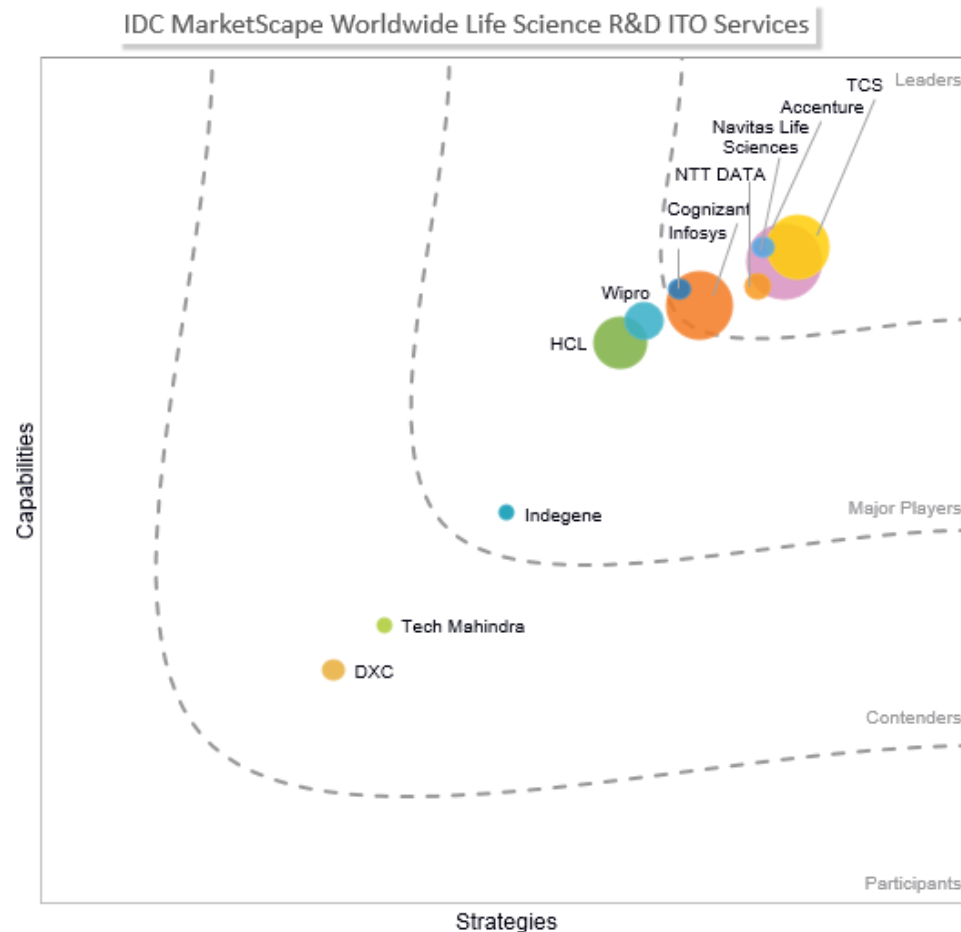 IDC MarketScape Worldwide Life Science R&D ITO Services
Leaders
TCS
Accenture
Navitas Life
Sciences
NTT DATA
Cognizant
Infosys
Wipro
HCL
Capabilities
Major Players
Indegene
Tech Mahindra
DXC
Contenders
Participants
Strategies